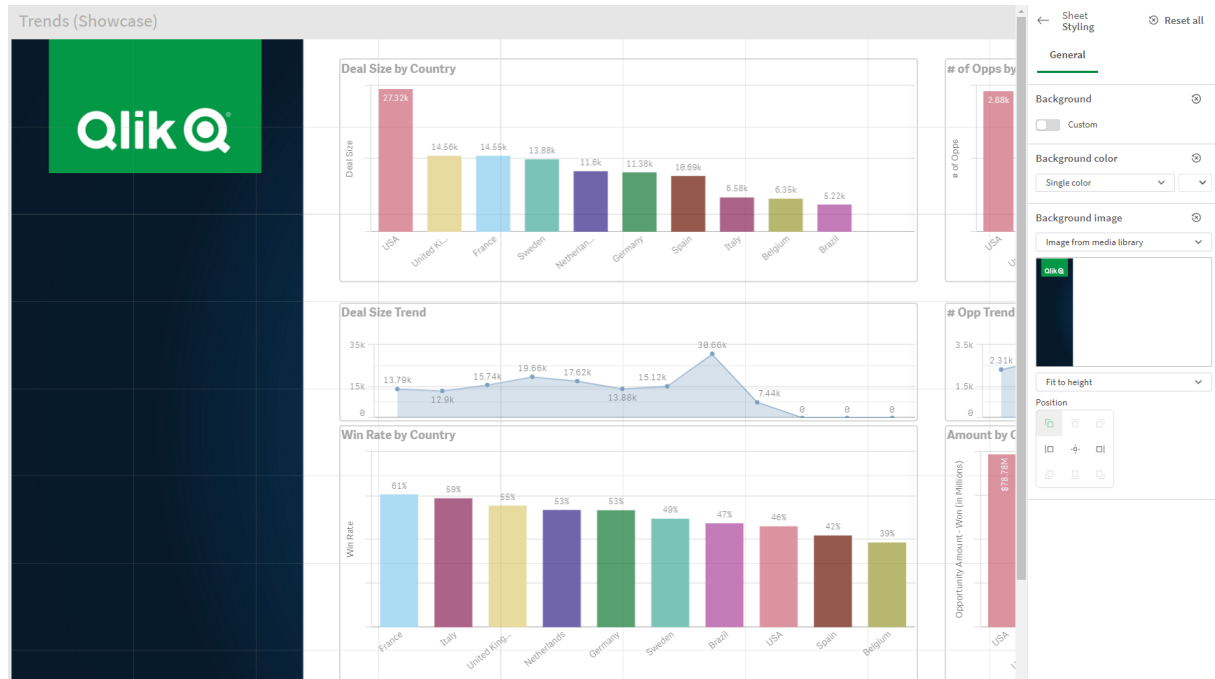 Trends (Showcase)
Qlik
Deal Size by Country
Deal Size
27.32k
14.56k
14.55k
13.88k
11.6k
11.38k
10.69k
6.58k
6.35k
5.22k
USA
United Ki...
France
Sweden
Netherlan...
Germany
Spain
Italy
Belgium
Brazil
# of Opps by
# of Opps
2.88k
USA
Deal Size Trend
35k
15k
0
13.79k
12.9k
15.74k
19.66k
17.62k
13.88k
15.12k
30.66k
7.44k
0
0
0
# Opp Trend
3.5k
1.5k
0
2.31k
Win Rate by Country
Win Rate
61%
59%
55%
53%
53%
49%
47%
46%
42%
39%
France
Italy
United King...
Netherlands
Germany
Sweden
Brazil
USA
Spain
Belgium
Amount by C
Opportunity Amount - Won (in Millions)
$78.78M
USA
Sheet
Styling
Reset all
General
Background
Custom
Background color
Single color
Background image
Image from media library
Qlik
Fit to height
Position